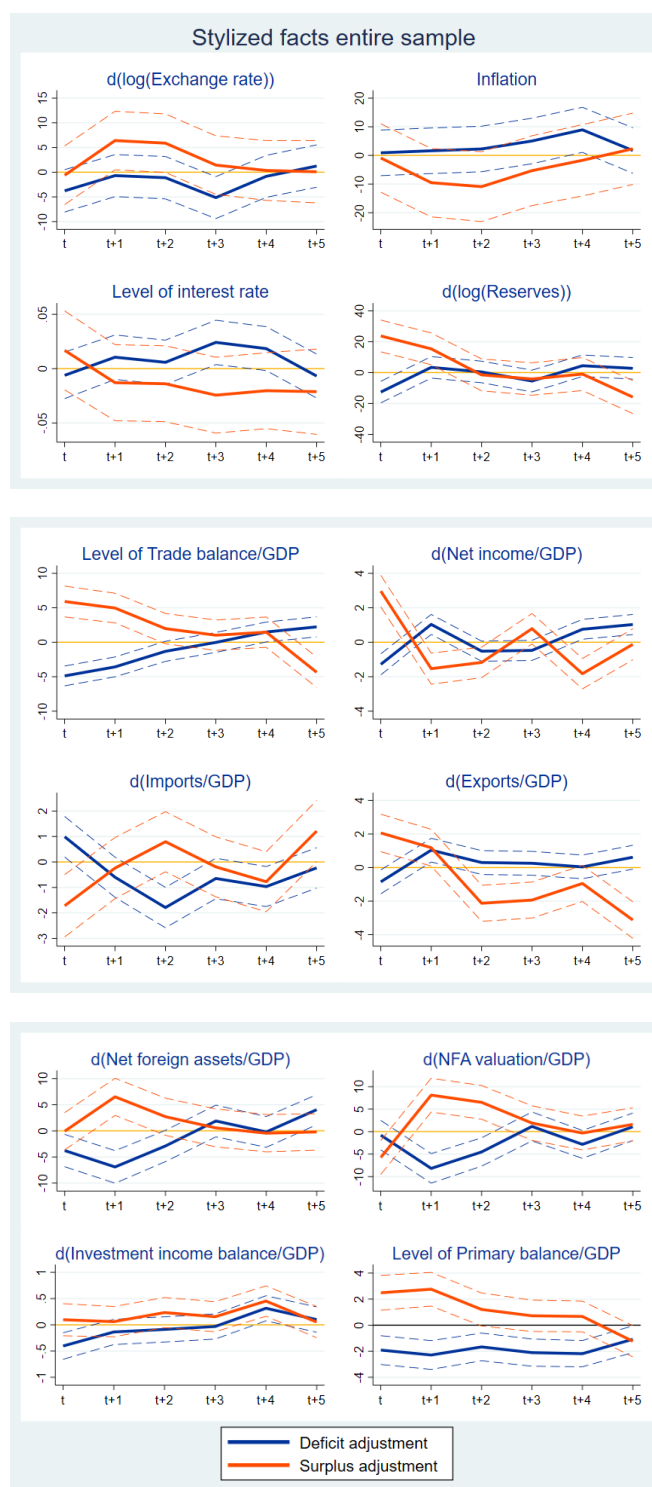 Stylized facts entire sample
d(log(Exchange rate))
15
10
5
0
-5
-10
t t+1 t+2 t+3 t+4 t+5
Inflation
20
10
0
-10
-20
t t+1 t+2 t+3 t+4 t+5
Level of interest rate
.05
0
-.05
t t+1 t+2 t+3 t+4 t+5
d(log(Reserves))
40
20
0
-20
-40
t t+1 t+2 t+3 t+4 t+5
Level of Trade balance/GDP
10
5
0
-5
-10
t t+1 t+2 t+3 t+4 t+5
d(Net income/GDP)
4
2
0
-2
-4
t t+1 t+2 t+3 t+4 t+5
d(Imports/GDP)
2
1
0
-1
-2
-3
t t+1 t+2 t+3 t+4 t+5
d(Exports/GDP)
4
2
0
-2
-4
t t+1 t+2 t+3 t+4 t+5
d(Net foreign assets/GDP)
10
5
0
-5
-10
t t+1 t+2 t+3 t+4 t+5
d(NFA valuation/GDP)
10
5
0
-5
-10
t t+1 t+2 t+3 t+4 t+5
d(Investment income balance/GDP)
1
.5
0
-.5
-1
t t+1 t+2 t+3 t+4 t+5
Level of Primary balance/GDP
4
2
0
-2
-4
t t+1 t+2 t+3 t+4 t+5
Deficit adjustment
Surplus adjustment